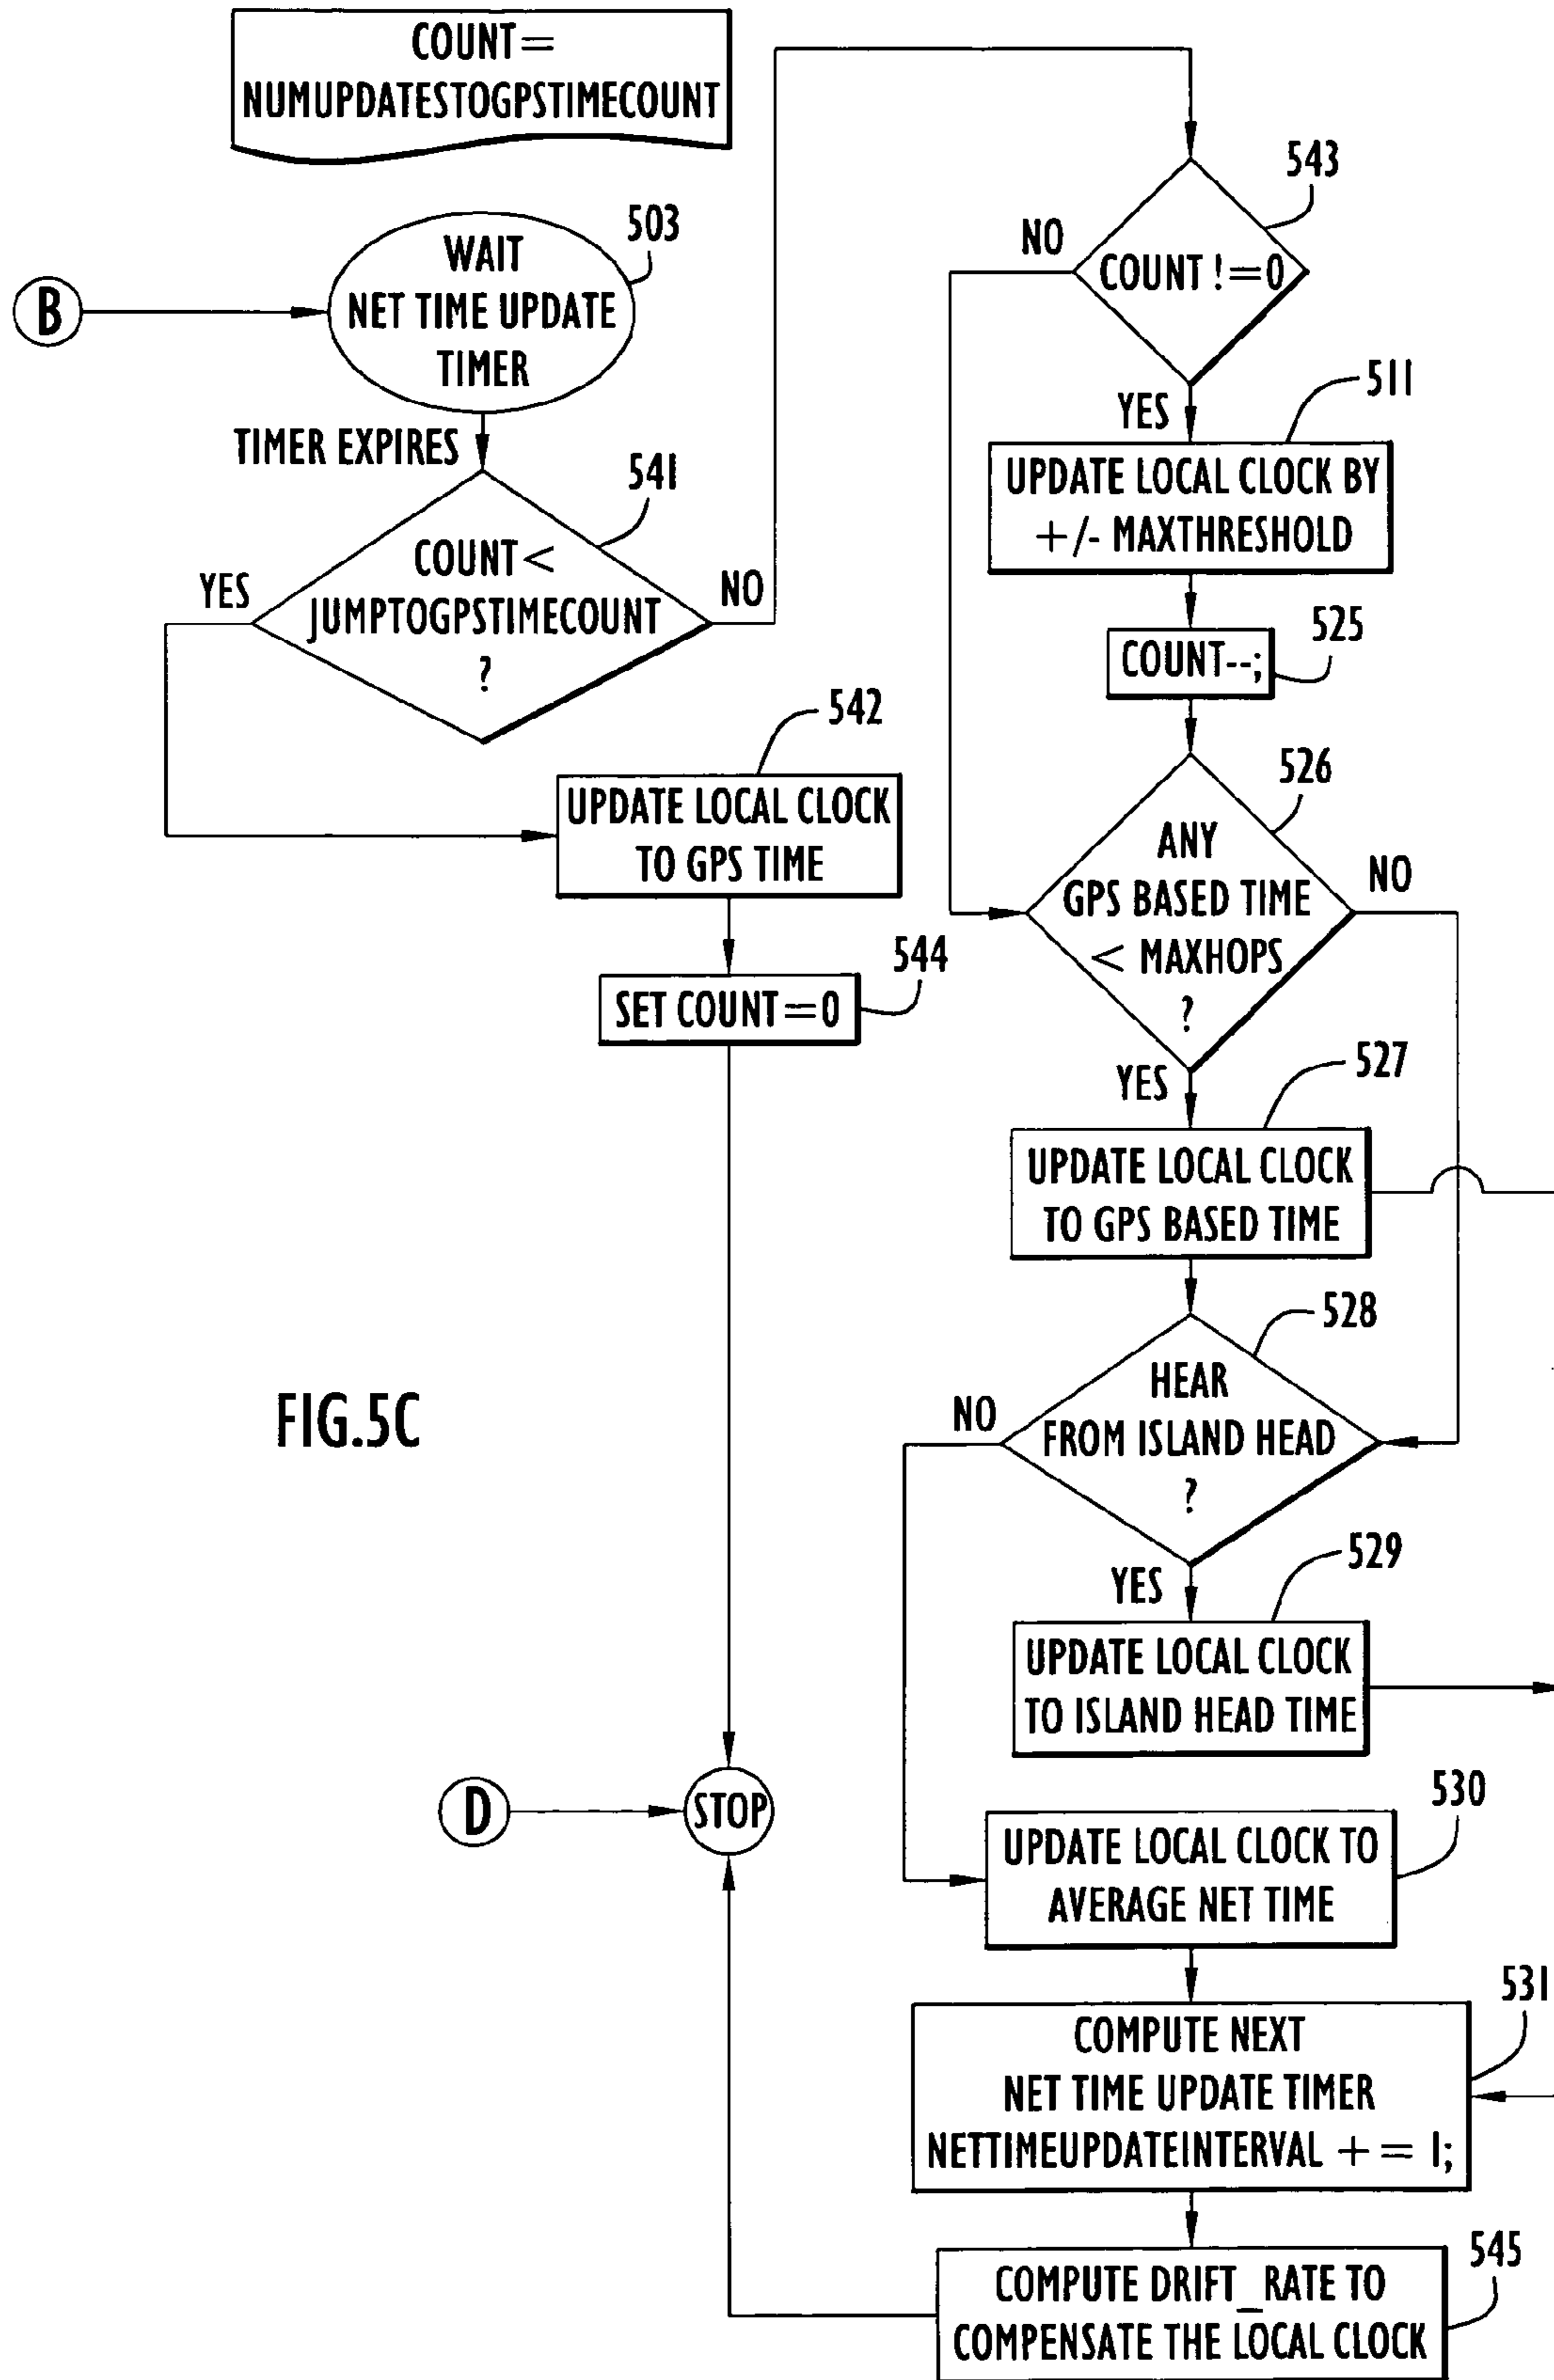 COUNT=
NUMUPDATESTOGPSTIMECOUNT
B
WAIT
NET TIME UPDATE
TIMER
503
TIMER EXPIRES
541
COUNT<
JUMPTOGPSTIMECOUNT
?
YES
NO
542
UPDATE LOCAL CLOCK
TO GPS TIME
544
SET COUNT=0
543
COUNT !=0
NO
YES
511
UPDATE LOCAL CLOCK BY
+/- MAXTHRESHOLD
525
COUNT--;
526
ANY
GPS BASED TIME
< MAXHOPS
?
NO
YES
527
UPDATE LOCAL CLOCK
TO GPS BASED TIME
528
HEAR
FROM ISLAND HEAD
?
NO
YES
529
UPDATE LOCAL CLOCK
TO ISLAND HEAD TIME
FIG.5C
D
STOP
530
UPDATE LOCAL CLOCK TO
AVERAGE NET TIME
531
COMPUTE NEXT
NET TIME UPDATE TIMER
NETTIMEUPDATEINTERVAL += 1;
545
COMPUTE DRIFT_RATE TO
COMPENSATE THE LOCAL CLOCK